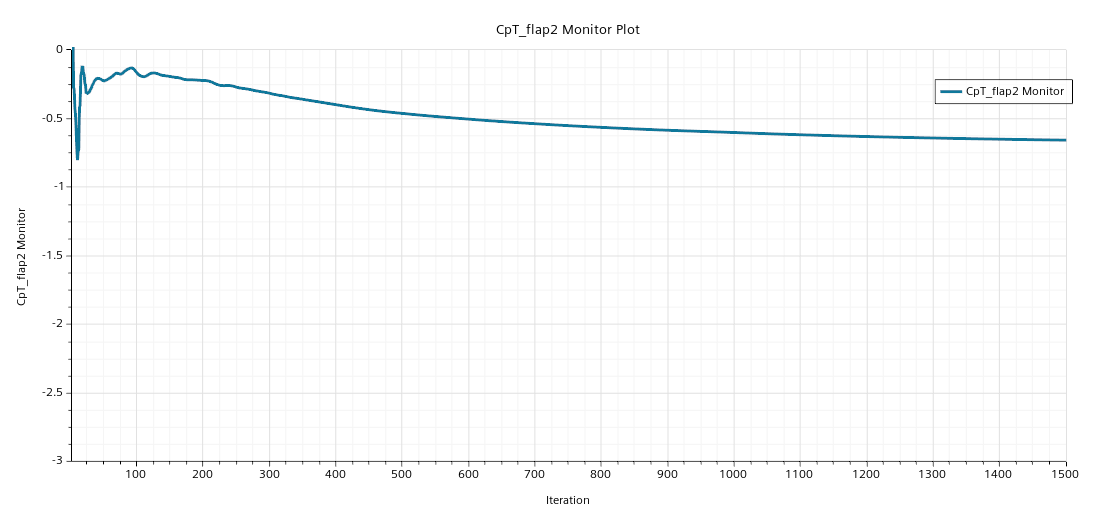 CpT_flap2 Monitor Plot
0
-0.5
-1
-1.5
-2
-2.5
-3
CpT_flap2 Monitor
CpT_flap2 Monitor
100 200 300 400 500 600 700 800 900 1000 1100 1200 1300 1400 1500
Iteration